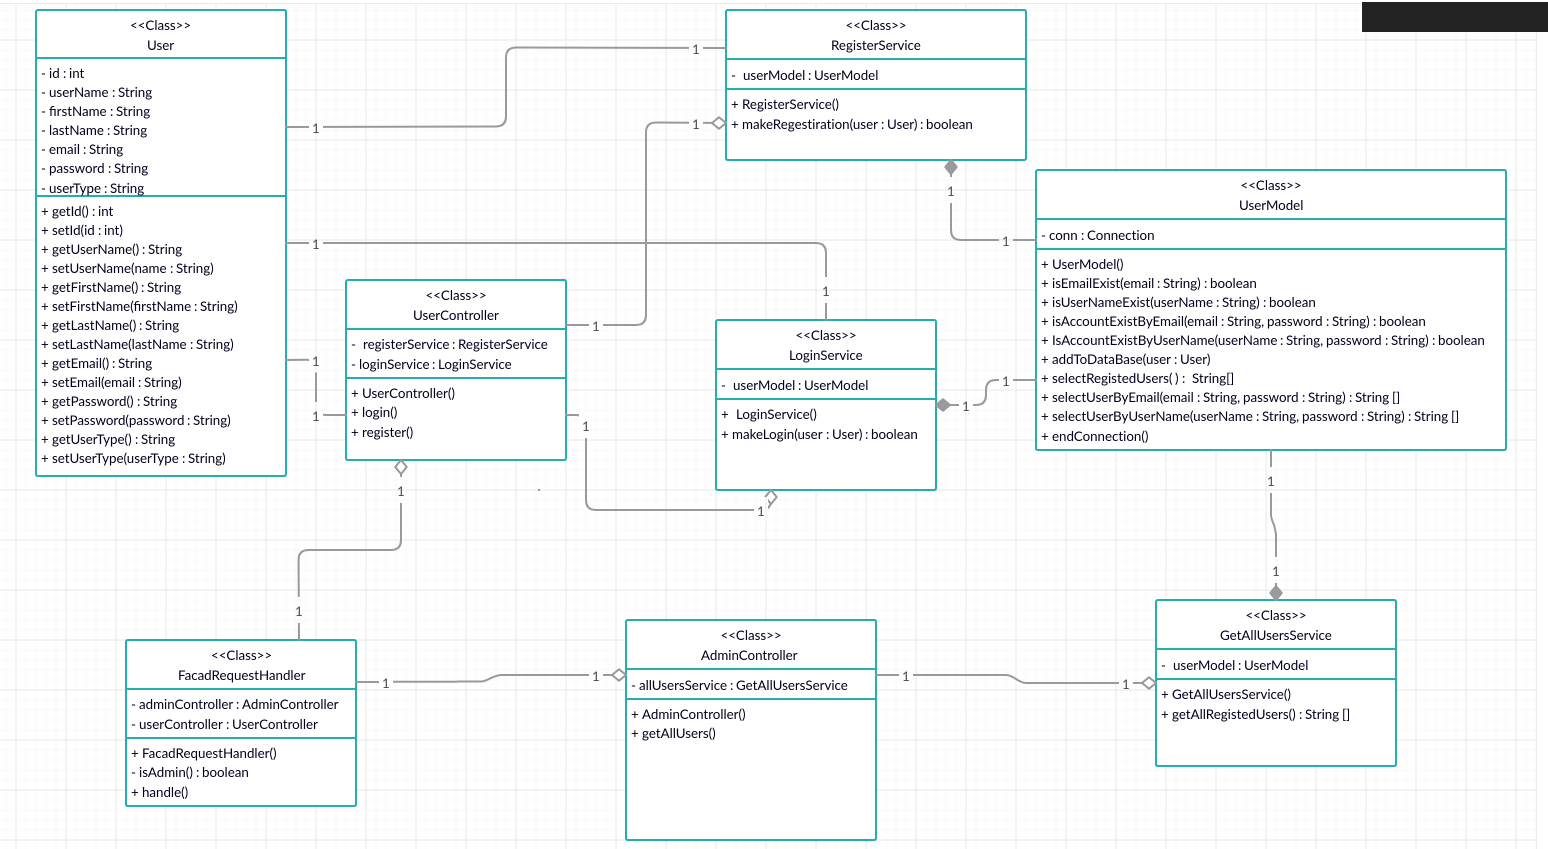 <<Class>>
User
- id : int
- userName : String
- firstName : String
- lastName : String
- email : String
- password : String
- userType : String
+ getId() : int
+ setId(id : int)
+ getUserName() : String
+ setUserName(name : String)
+ getFirstName() : String
+ setFirstName(firstName : String)
+ getLastName() : String
+ setLastName(lastName : String)
+ getEmail() : String
+ setEmail(email : String)
+ getPassword() : String
+ setPassword(password : String)
+ getUserType() : String
+ setUserType(userType : String)
1
1
1
1
1
1
<<Class>>
RegisterService
- userModel : UserModel
+ RegisterService()
+ makeRegestiration(user : User) : boolean
1
1
<<Class>>
UserModel
- conn : Connection
+ UserModel()
+ isEmailExist(email : String) : boolean
+ isUserNameExist(userName : String) : boolean
+ isAccountExistByEmail(email : String, password : String) : boolean
+ IsAccountExistByUserName(userName : String, password : String) : boolean
+ addToDataBase(user : User)
+ selectRegistedUsers( ) : String[]
+ selectUserByEmail(email : String, password : String) : String []
+ selectUserByUserName(userName : String, password : String) : String []
+ endConnection()
<<Class>>
UserController
- registerService : RegisterService
- loginService : LoginService
+ UserController()
+ login()
+ register()
1
1
1
1
1
<<Class>>
LoginService
- userModel : UserModel
+ LoginService()
+ makeLogin(user : User) : boolean
1
1
1
1
1
<<Class>>
FacadRequestHandler
- adminController : AdminController
- userController : UserController
+ FacadRequestHandler()
- isAdmin() : boolean
+ handle()
1
1
<<Class>>
AdminController
- allUsersService : GetAllUsersService
+ AdminController()
+ getAllUsers()
1
1
<<Class>>
GetAllUsersService
- userModel : UserModel
+ GetAllUsersService()
+ getAllRegistedUsers() : String []